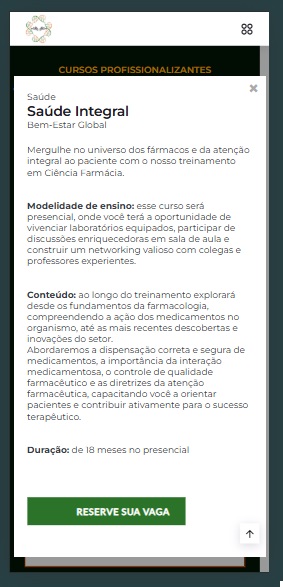 CURSOS PROFISSIONALIZANTES
Saúde
Saúde Integral
Bem-Estar Global
Mergulhe no universo dos fármacos e da atenção
integral ao paciente com o nosso treinamento
em Ciência Farmácia.
Modelidade de ensino: esse curso será
presencial, onde você terá a oportunidade de
vivenciar laboratórios equipados, participar de
discussões enriquecedoras em sala de aula e
construir um networking valioso com colegas e
professores experientes.
Conteúdo: ao longo do treinamento explorará
desde os fundamentos da farmacologia,
compreendendo a ação dos medicamentos no
organismo, até as mais recentes descobertas e
inovações do setor.
Abordaremos a dispensação correta e segura de
medicamentos, a importância da interação
medicamentosa, o controle de qualidade
farmacêutico e as diretrizes da atenção
farmacêutica, capacitando você a orientar
pacientes e contribuir ativamente para o sucesso
terapêutico.
Duração: de 18 meses no presencial
RESERVE SUA VAGA